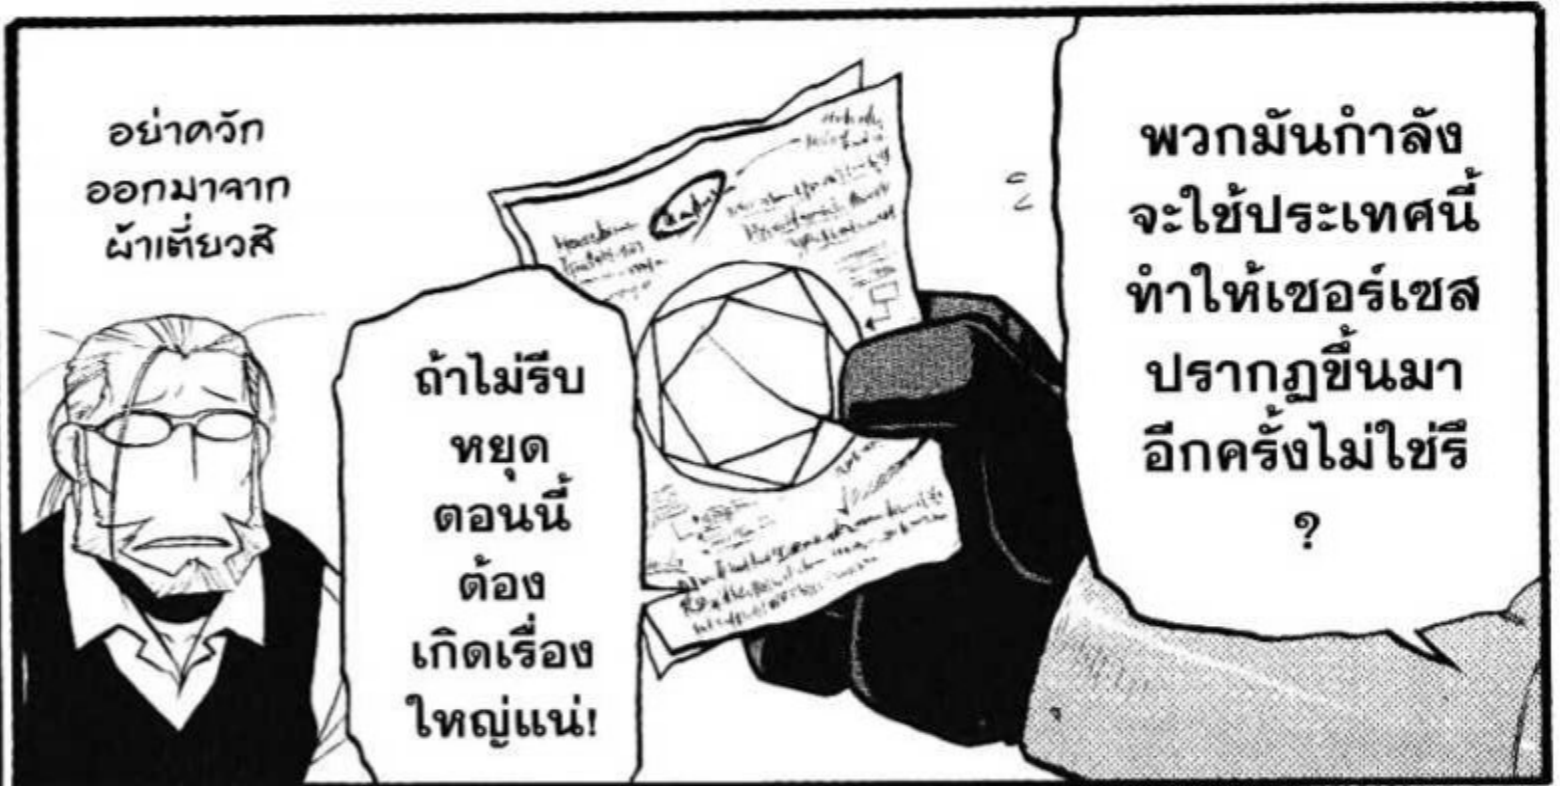 พวกมันกำลัง
จะใช้ประเทศนี้
ทำให้เซอร์เซส
ปรากฏขึ้นมา
อีกครั้งไม่ใช่รึ
?
ถ้าไม่รีบ
หยุด
ตอนนี้
ต้อง
เกิดเรื่อง
ใหญ่แน่!
อย่าควัก
ออกมาจาก
ผ้าเตี่ยวสิ